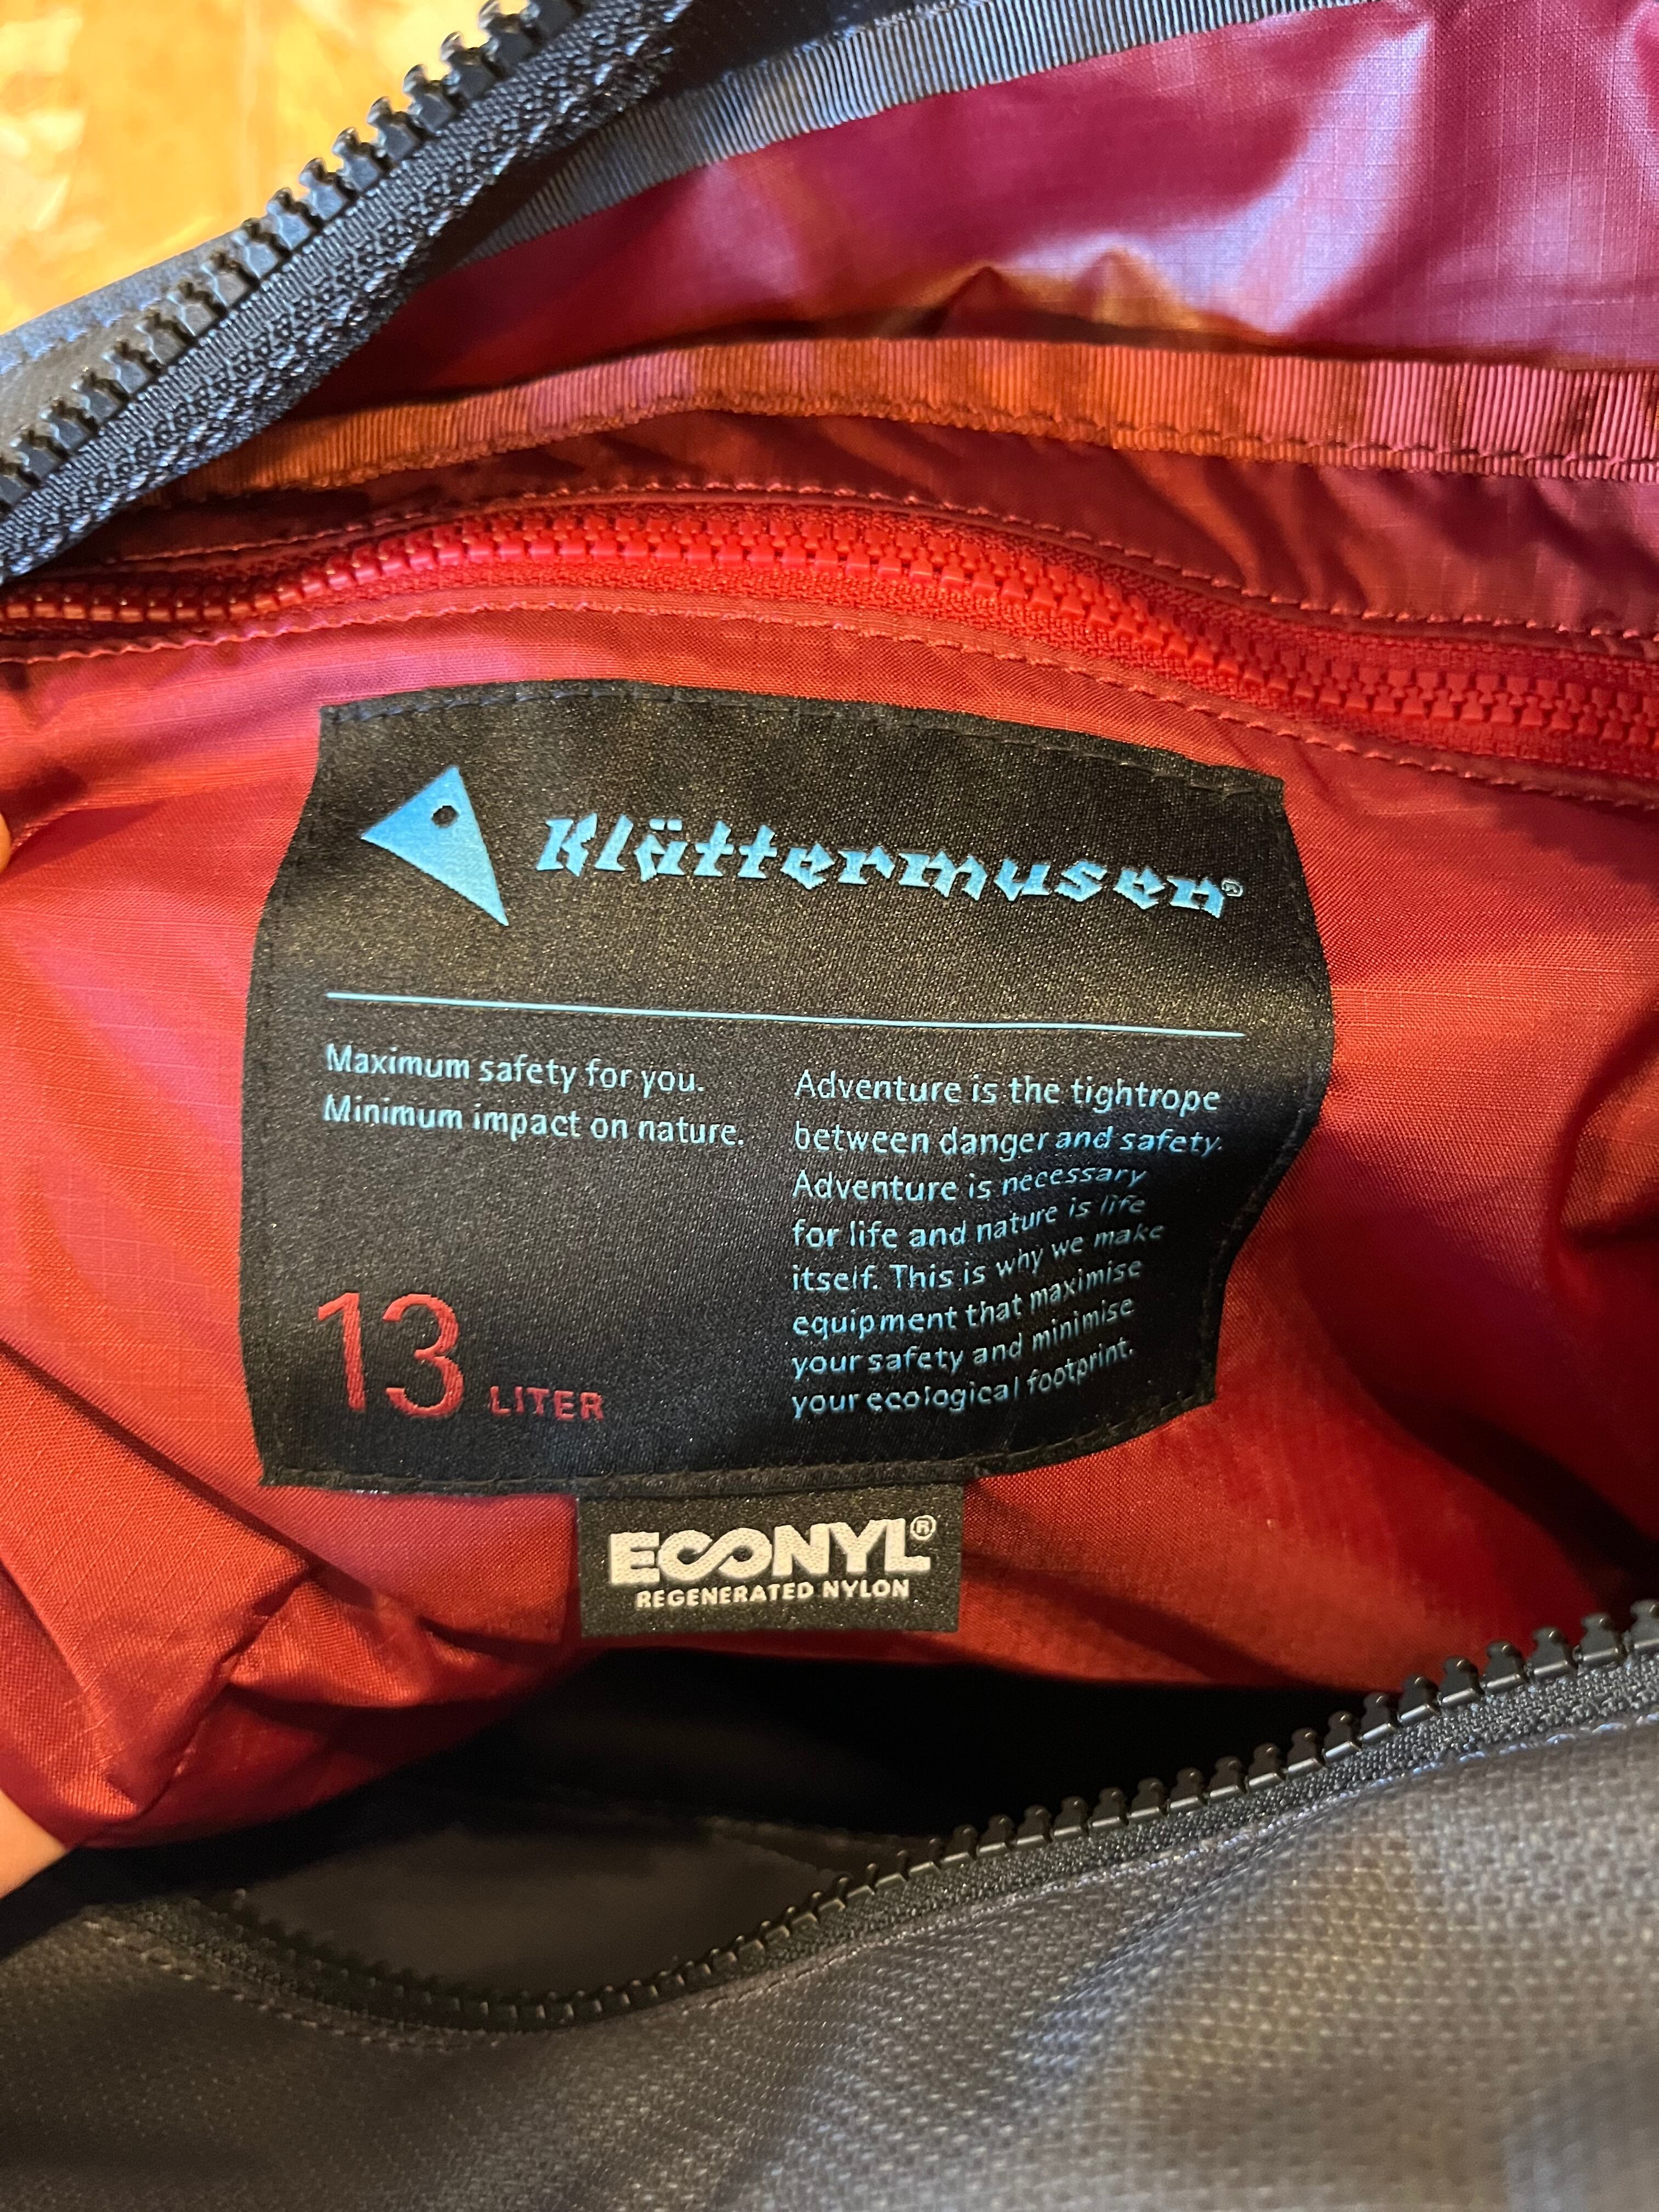 Klättermusen®
Maximum safety for you.
Minimum impact on nature.
Adventure is the tightrope
between danger and safety.
Adventure is necessary
for life and nature is life
itself. This is why we make
equipment that maximise
your safety and minimise
your ecological footprint.
13 LITER
ECONYL®
REGENERATED NYLON